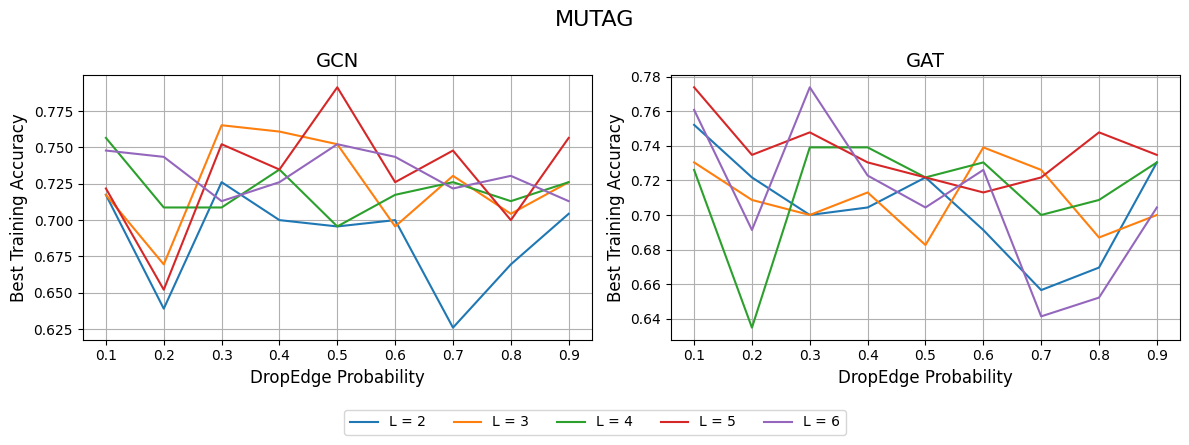 MUTAG
GCN
Best Training Accuracy
0.775
0.750
0.725
0.700
0.675
0.650
0.625
0.1 0.2 0.3 0.4 0.5 0.6 0.7 0.8 0.9
DropEdge Probability
GAT
Best Training Accuracy
0.78
0.76
0.74
0.72
0.70
0.68
0.66
0.64
0.1 0.2 0.3 0.4 0.5 0.6 0.7 0.8 0.9
DropEdge Probability
L = 2 L = 3 L = 4 L = 5 L = 6